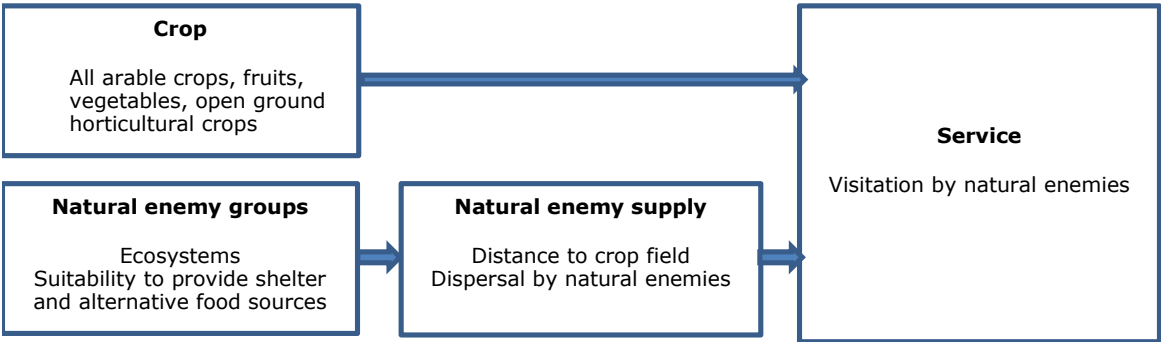 Crop
All arable crops, fruits,
vegetables, open ground
horticultural crops
Natural enemy groups
Ecosystems
Suitability to provide shelter
and alternative food sources
Natural enemy supply
Distance to crop field
Dispersal by natural enemies
Service
Visitation by natural enemies